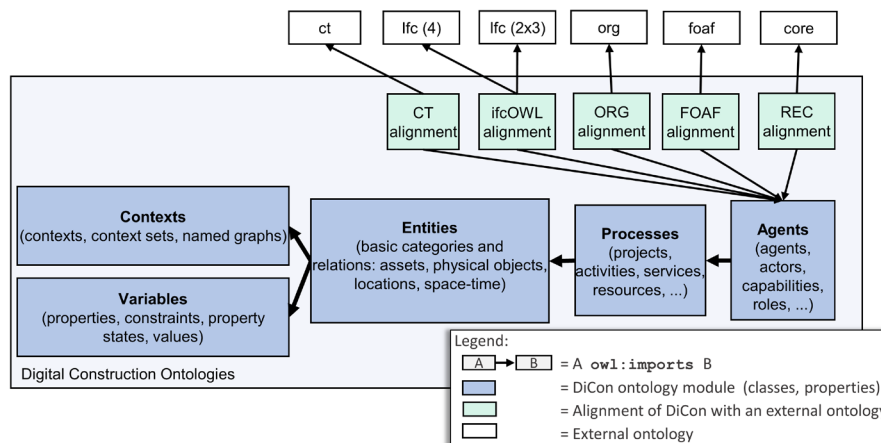 ct
Ifc (4)
Ifc (2x3)
org
foaf
core
CT
alignment
ifcOWL
alignment
ORG
alignment
FOAF
alignment
REC
alignment
Contexts
(contexts, context sets, named graphs)
Variables
(properties, constraints, property
states, values)
Entities
(basic categories and
relations: assets, physical objects,
locations, space-time)
Processes
(projects,
activities, services,
resources, ...)
Agents
(agents,
actors,
capabilities,
roles, ...)
Digital Construction Ontologies
Legend:
A B = A owl:imports B
= DiCon ontology module (classes, properties)
= Alignment of DiCon with an external ontology
= External ontology